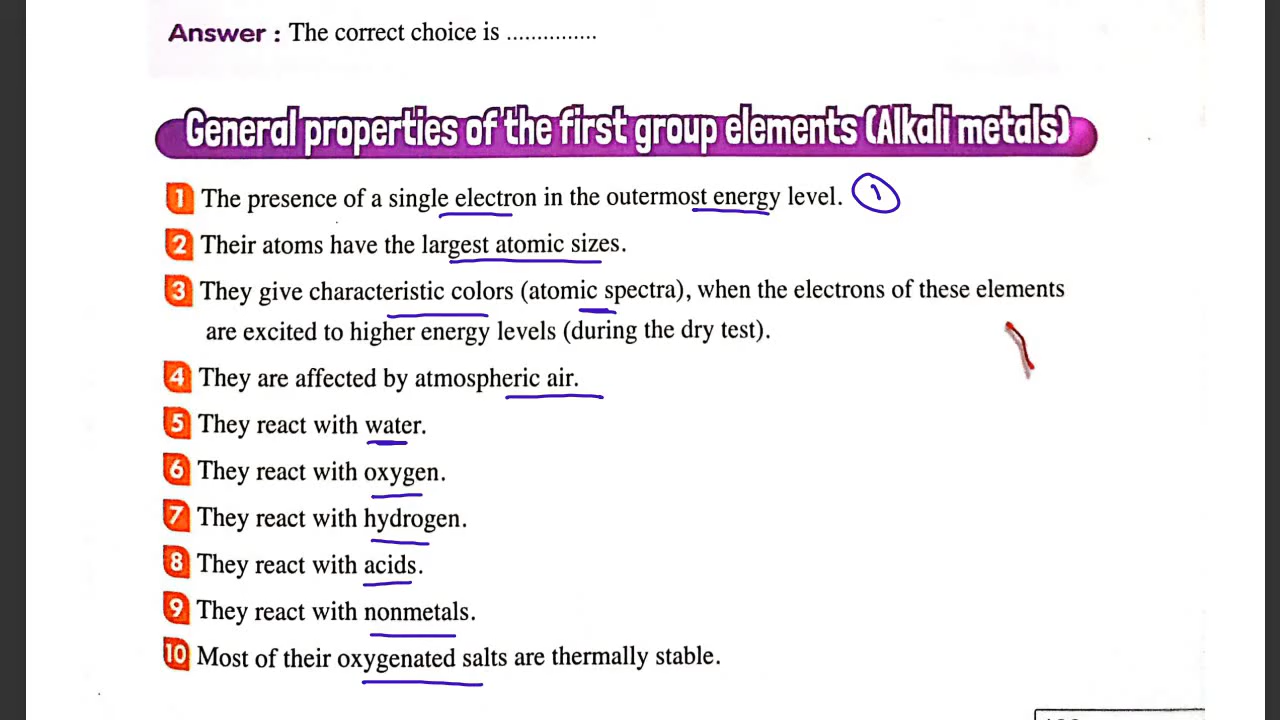 Answer : The correct choice is ...............
General properties of the first group elements (Alkali metals)
1 The presence of a single electron in the outermost energy level. 1
2 Their atoms have the largest atomic sizes.
3 They give characteristic colors (atomic spectra), when the electrons of these elements
are excited to higher energy levels (during the dry test).
4 They are affected by atmospheric air.
5 They react with water.
6 They react with oxygen.
7 They react with hydrogen.
8 They react with acids.
9 They react with nonmetals.
10 Most of their oxygenated salts are thermally stable.